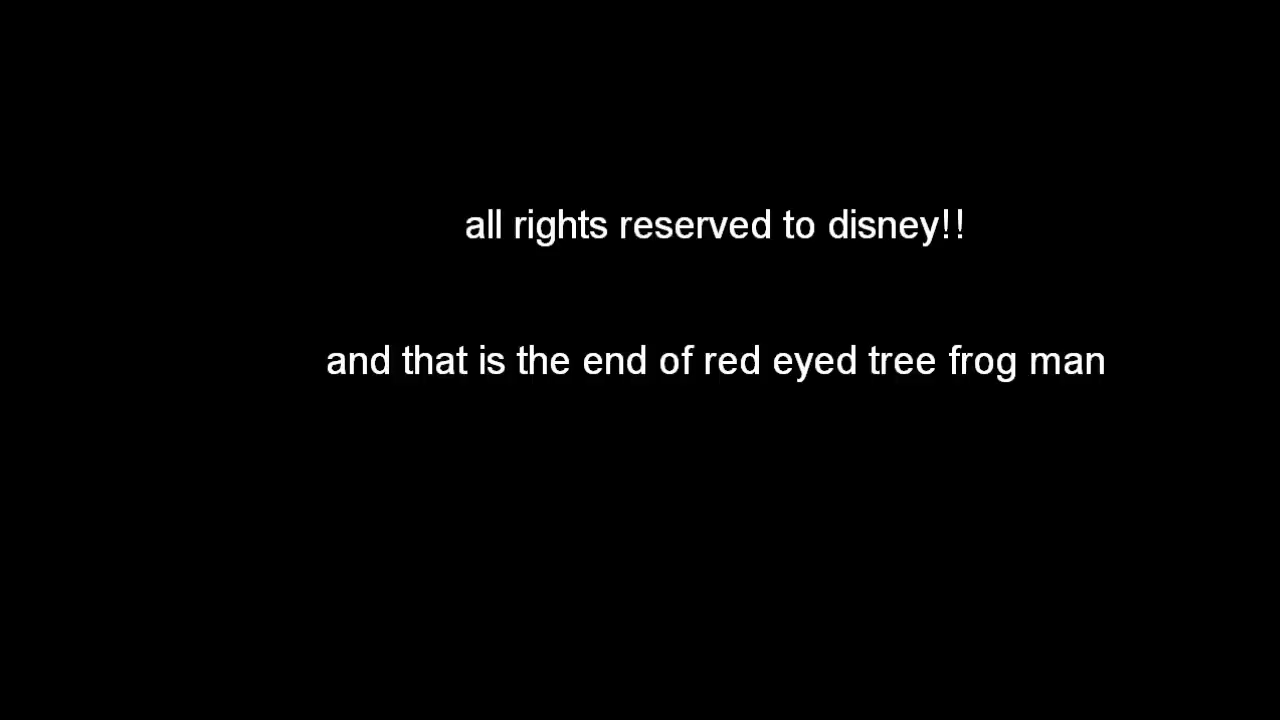 all rights reserved to disney!!
and that is the end of red eyed tree frog man